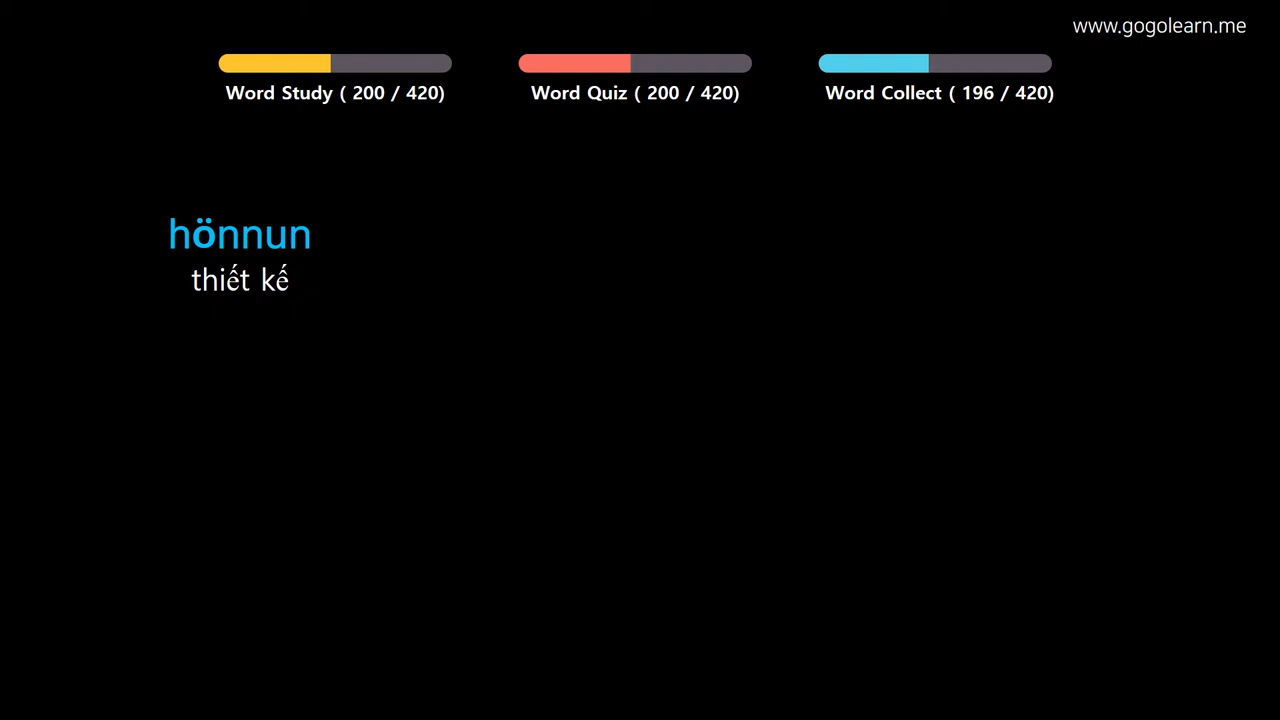 www.gogolearn.me
Word Study ( 200 / 420)
Word Quiz ( 200 / 420)
Word Collect ( 196 / 420)
hönnun
thiết kế